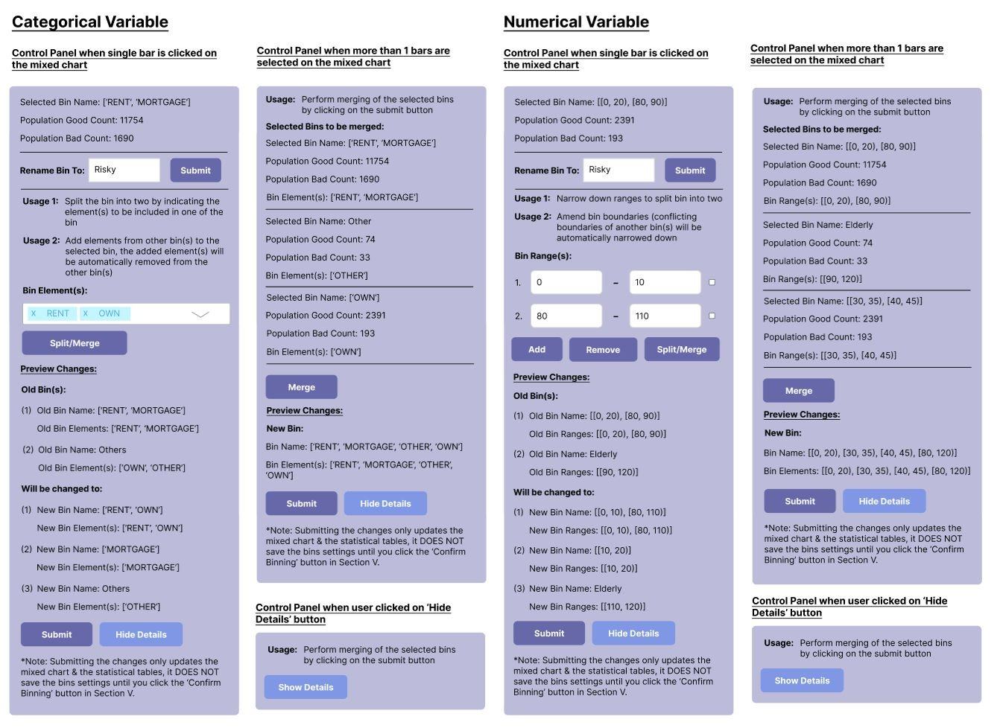 Categorical Variable
Control Panel when single bar is clicked on
the mixed chart
Selected Bin Name: [‘RENT’, ‘MORTGAGE’]
Population Good Count: 11754
Population Bad Count: 1690
Rename Bin To:
Risky
Submit
Usage 1: Split the bin into two by indicating the
element(s) to be included in one of the
bin
Usage 2: Add elements from other bin(s) to the
selected bin, the added element(s) will
be automatically removed from the
other bin(s)
Bin Element(s):
x RENT x OWN
Split/Merge
Preview Changes:
Old Bin(s):
(1) Old Bin Name: [‘RENT’, ‘MORTGAGE’]
Old Bin Elements: [‘RENT’, ‘MORTGAGE’]
(2) Old Bin Name: Others
Old Bin Element(s): [‘OWN’, ‘OTHER’]
Will be changed to:
(1) New Bin Name: [‘RENT’, ‘OWN’]
New Bin Element(s): [‘RENT’, ‘OWN’]
(2) New Bin Name: [‘MORTGAGE’]
New Bin Element(s): [‘MORTGAGE’]
(3) New Bin Name: Others
New Bin Element(s): [‘OTHER’]
Submit
Hide Details
*Note: Submitting the changes only updates the
mixed chart & the statistical tables, it DOES NOT
save the bins settings until you click the ‘Confirm
Binning’ button in Section V.
Control Panel when more than 1 bars are
selected on the mixed chart
Usage: Perform merging of the selected bins
by clicking on the submit button
Selected Bins to be merged:
Selected Bin Name: [‘RENT’, ‘MORTGAGE’]
Population Good Count: 11754
Population Bad Count: 1690
Bin Element(s): [‘RENT’, ‘MORTGAGE’]
Selected Bin Name: Other
Population Good Count: 74
Population Bad Count: 33
Bin Element(s): [‘OTHER’]
Selected Bin Name: [‘OWN’]
Population Good Count: 2391
Population Bad Count: 193
Bin Element(s): [‘OWN’]
Merge
Preview Changes:
New Bin:
Bin Name: [‘RENT’, ‘MORTGAGE’, ‘OTHER’, ‘OWN’]
Bin Element(s): [‘RENT’, ‘MORTGAGE’, ‘OTHER’,
‘OWN’]
Submit
Hide Details
*Note: Submitting the changes only updates the
mixed chart & the statistical tables, it DOES NOT
save the bins settings until you click the ‘Confirm
Binning’ button in Section V.
Control Panel when user clicked on ‘Hide
Details’ button
Usage: Perform merging of the selected bins
by clicking on the submit button
Show Details
Numerical Variable
Control Panel when single bar is clicked on
the mixed chart
Selected Bin Name: [[0, 20), [80, 90)]
Population Good Count: 2391
Population Bad Count: 193
Rename Bin To:
Risky
Submit
Usage 1: Narrow down ranges to split bin into two
Usage 2: Amend bin boundaries (conflicting
boundaries of another bin(s) will be
automatically narrowed down
Bin Range(s):
1. 0 – 10
2. 80 – 110
Add
Remove
Split/Merge
Preview Changes:
Old Bin(s):
(1) Old Bin Name: [[0, 20), [80, 90)]
Old Bin Ranges: [[0, 20), [80, 90)]
(2) Old Bin Name: Elderly
Old Bin Ranges: [[90, 120)]
Will be changed to:
(1) New Bin Name: [[0, 10), [80, 110)]
New Bin Ranges: [[0, 10), [80, 110)]
(2) New Bin Name: [[10, 20)]
New Bin Ranges: [[10, 20)]
(3) New Bin Name: Elderly
New Bin Ranges: [[110, 120)]
Submit
Hide Details
*Note: Submitting the changes only updates the
mixed chart & the statistical tables, it DOES NOT
save the bins settings until you click the ‘Confirm
Binning’ button in Section V.
Control Panel when more than 1 bars are
selected on the mixed chart
Usage: Perform merging of the selected bins
by clicking on the submit button
Selected Bins to be merged:
Selected Bin Name: [[0, 20), [80, 90)]
Population Good Count: 11754
Population Bad Count: 1690
Bin Range(s): [[0, 20), [80, 90)]
Selected Bin Name: Elderly
Population Good Count: 74
Population Bad Count: 33
Bin Range(s): [[90, 120)]
Selected Bin Name: [[30, 35), [40, 45)]
Population Good Count: 2391
Population Bad Count: 193
Bin Range(s): [[30, 35), [40, 45)]
Merge
Preview Changes:
New Bin:
Bin Name: [[0, 20), [30, 35), [40, 45), [80, 120)]
Bin Elements: [[0, 20), [30, 35), [40, 45), [80, 120)]
Submit
Hide Details
*Note: Submitting the changes only updates the
mixed chart & the statistical tables, it DOES NOT
save the bins settings until you click the ‘Confirm
Binning’ button in Section V.
Control Panel when user clicked on ‘Hide
Details’ button
Usage: Perform merging of the selected bins
by clicking on the submit button
Show Details